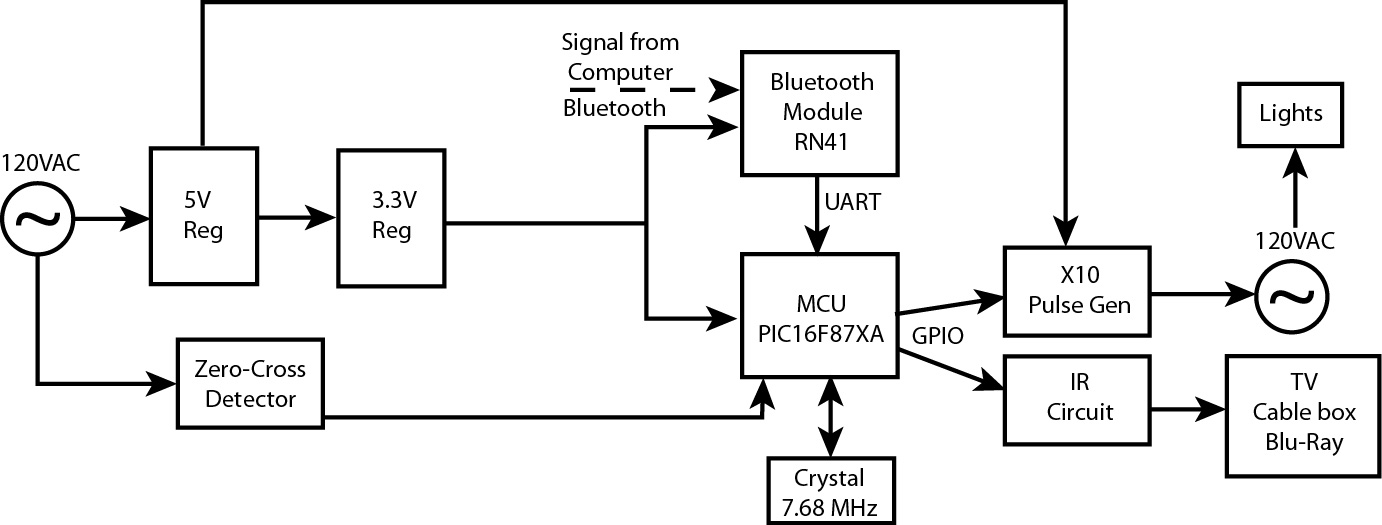 Signal from
Computer
Bluetooth
Bluetooth
Module
RN41
Lights
120VAC
5V
Reg
3.3V
Reg
UART
120VAC
X10
Pulse Gen
MCU
PIC16F87XA
GPIO
Zero-Cross
Detector
IR
Circuit
TV
Cable box
Blu-Ray
Crystal
7.68 MHz